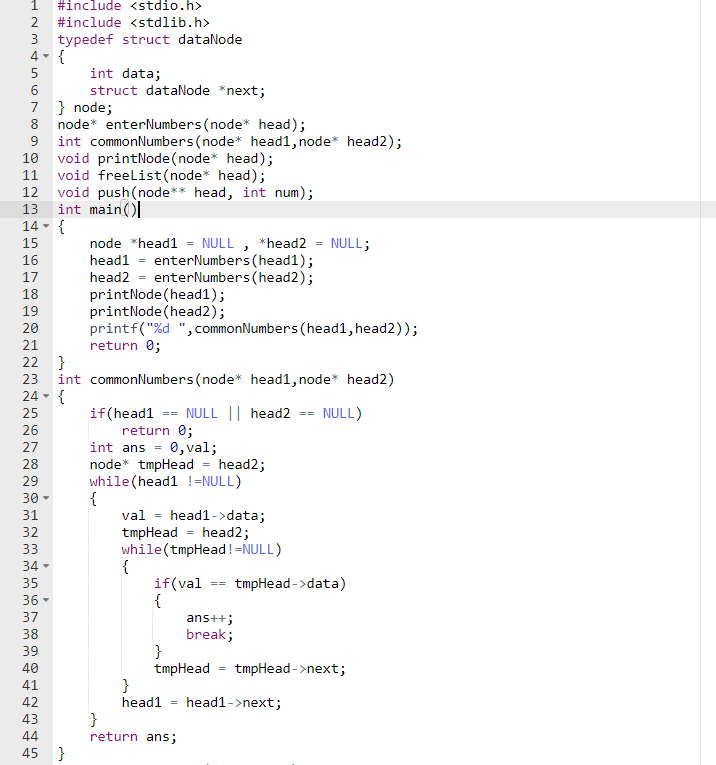 1 #include <stdio.h>
2 #include <stdlib.h>
3 typedef struct dataNode
4 {
5     int data;
6     struct dataNode *next;
7 } node;
8 node* enterNumbers(node* head);
9 int commonNumbers(node* head1,node* head2);
10 void printNode(node* head);
11 void freeList(node* head);
12 void push(node** head, int num);
13 int main()
14 {
15     node *head1 = NULL , *head2 = NULL;
16     head1 = enterNumbers(head1);
17     head2 = enterNumbers(head2);
18     printNode(head1);
19     printNode(head2);
20     printf("%d ",commonNumbers(head1,head2));
21     return 0;
22 }
23 int commonNumbers(node* head1,node* head2)
24 {
25     if(head1 == NULL || head2 == NULL)
26         return 0;
27     int ans = 0,val;
28     node* tmpHead = head2;
29     while(head1 !=NULL)
30     {
31         val = head1->data;
32         tmpHead = head2;
33         while(tmpHead!=NULL)
34         {
35             if(val == tmpHead->data)
36             {
37                 ans++;
38                 break;
39             }
40             tmpHead = tmpHead->next;
41         }
42         head1 = head1->next;
43     }
44     return ans;
45 }